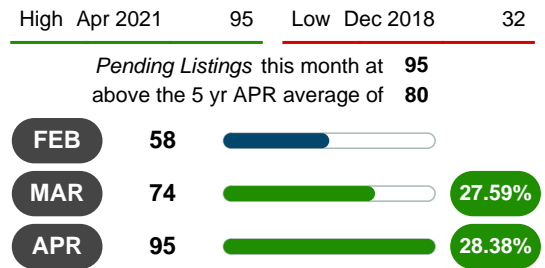 High Apr 2021 95 Low Dec 2018 32
Pending Listings this month at 95
above the 5 yr APR average of 80
FEB 58
MAR 74 27.59%
APR 95 28.38%